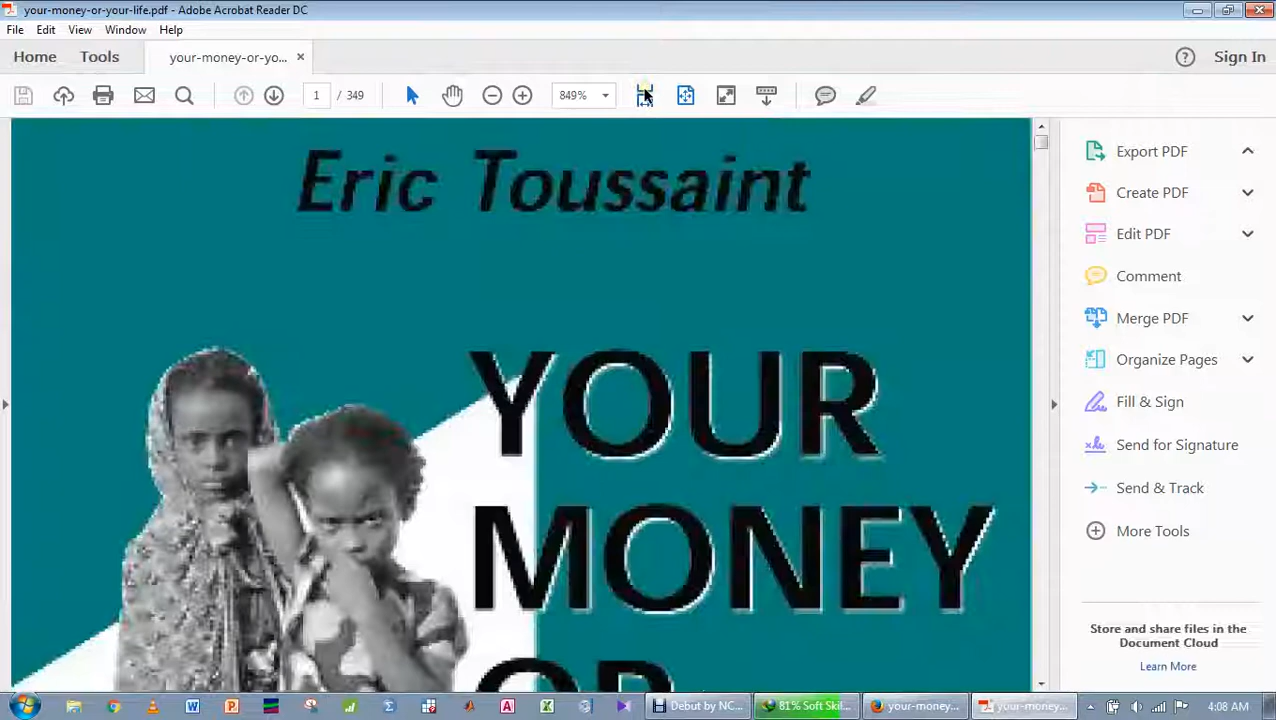 your-money-or-your-life.pdf - Adobe Acrobat Reader DC
File Edit View Window Help
Home Tools your-money-or-yo... × Sign In
1 / 349 849%
Eric Toussaint
YOUR
MONEY
OR
Export PDF
Create PDF
Edit PDF
Comment
Merge PDF
Organize Pages
Fill & Sign
Send for Signature
Send & Track
More Tools
Store and share files in the
Document Cloud
Learn More
Debut by NC... 81% Soft Skil... your-money... your-money... 4:08 AM